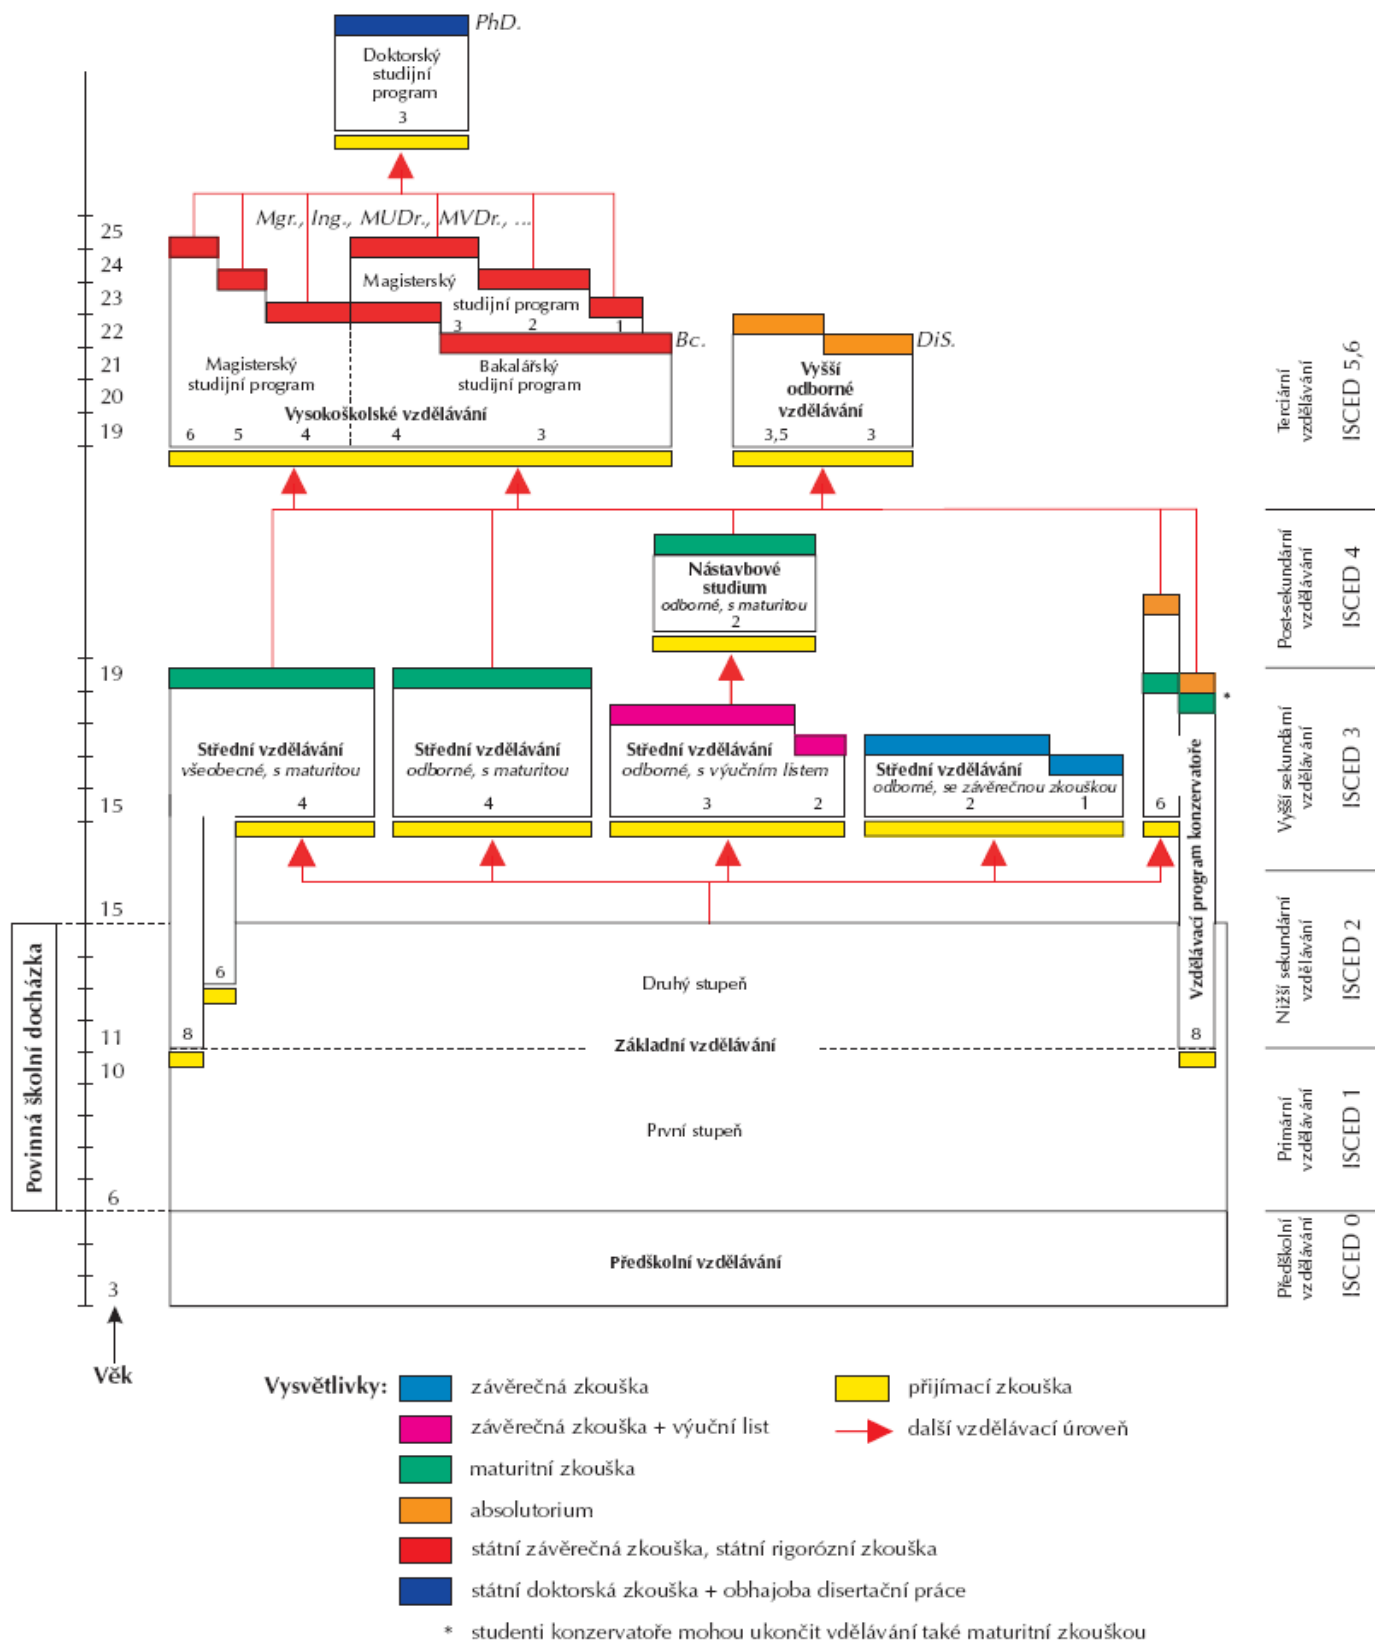 PhD.
Doktorský
studijní
program
3
Mgr., Ing., MUDr., MVDr., ...
25
24
23
22
21
20
19
Magisterský
studijní program
3
2
1
Bc.
Magisterský
studijní program
Bakalářský
studijní program
Vysokoškolské vzdělávání
6
5
4
4
3
DiS.
Vyšší
odborné
vzdělávání
3,5
3
Terciární
vzdělávání
ISCED 5,6
Nástavbové
studium
odborné, s maturitou
2
Post-sekundární
vzdělávání
ISCED 4
19
15
Střední vzdělávání
všeobecné, s maturitou
4
Střední vzdělávání
odborné, s maturitou
4
Střední vzdělávání
odborné, s výučním listem
3
2
Střední vzdělávání
odborné, se závěrečnou zkouškou
2
1
6
*
Vzdělávací program konzervatoře
8
Vyšší sekundární
vzdělávání
ISCED 3
15
11
10
6
3
Povinná školní docházka
6
8
Druhý stupeň
Základní vzdělávání
První stupeň
Předškolní vzdělávání
Nižší sekundární
vzdělávání
ISCED 2
Primární
vzdělávání
ISCED 1
Předškolní
vzdělávání
ISCED 0
Věk
Vysvětlivky:
závěrečná zkouška
závěrečná zkouška + výuční list
maturitní zkouška
absolutorium
státní závěrečná zkouška, státní rigorózní zkouška
státní doktorská zkouška + obhajoba disertační práce
* studenti konzervatoře mohou ukončit vdělávání také maturitní zkouškou
přijímací zkouška
další vzdělávací úroveň